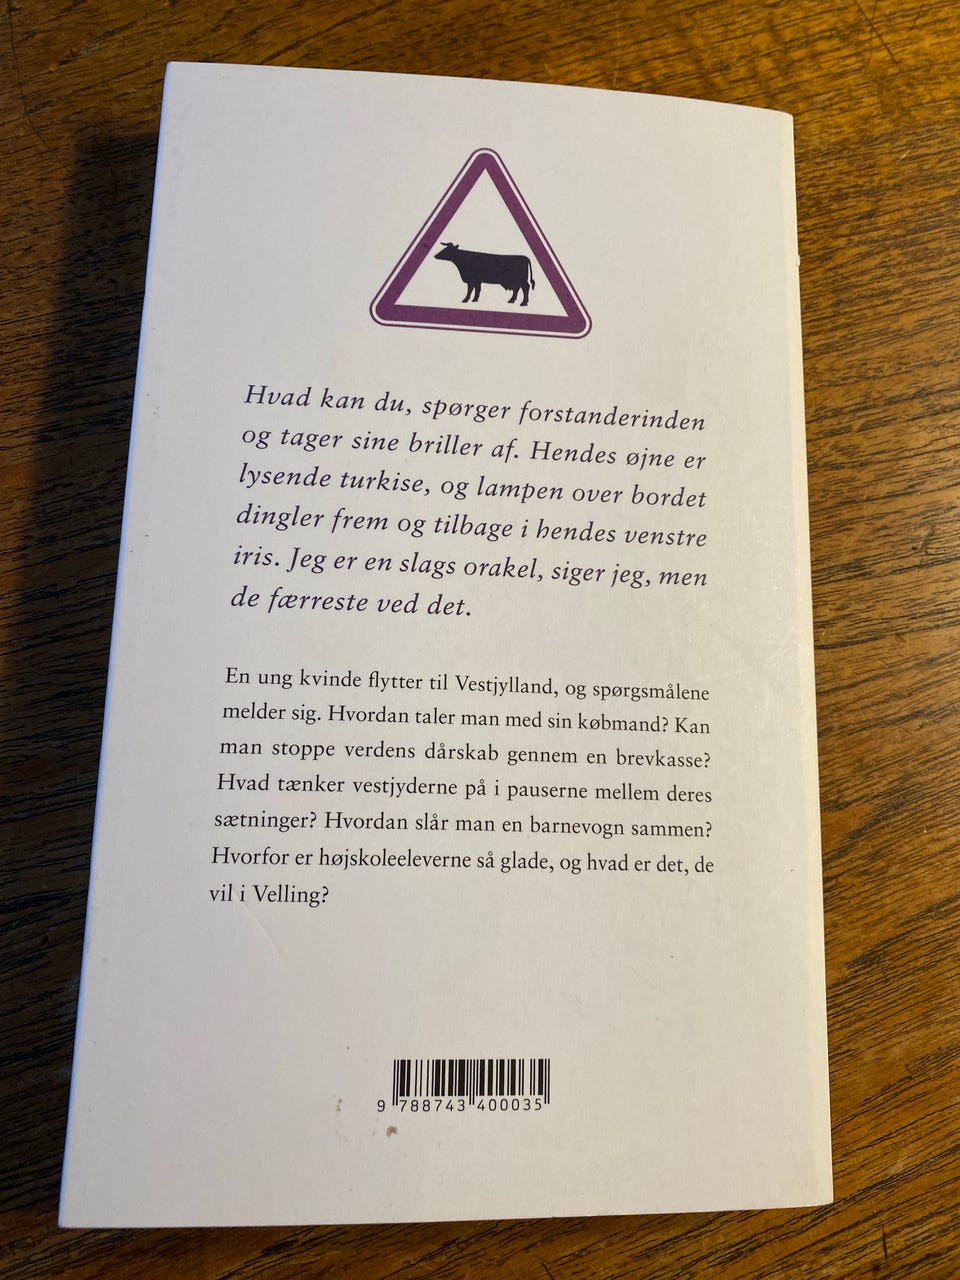 Hvad kan du, spørger forstanderinden
og tager sine briller af. Hendes øjne er
lysende turkise, og lampen over bordet
dingler frem og tilbage i hendes venstre
iris. Jeg er en slags orakel, siger jeg, men
de færreste ved det.
En ung kvinde flytter til Vestjylland, og spørgsmålene
melder sig. Hvordan taler man med sin købmand? Kan
man stoppe verdens dårskab gennem en brevkasse?
Hvad tænker vestjyderne på i pauserne mellem deres
sætninger? Hvordan slår man en barnevogn sammen?
Hvorfor er højskoleeleverne så glade, og hvad er det, de
vil i Velling?
9 788743 400035